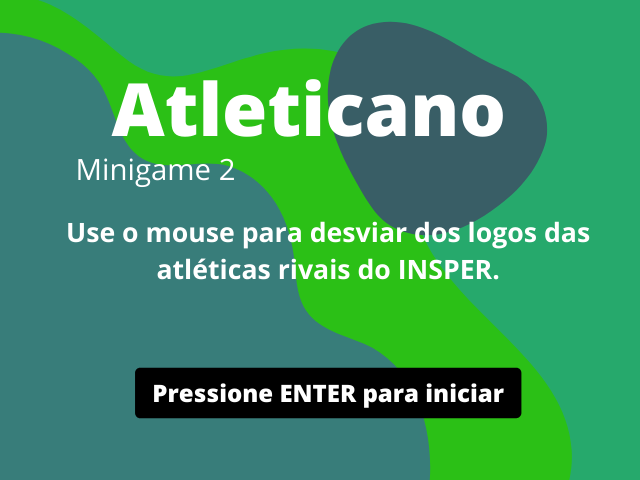 Atleticano
Minigame 2
Use o mouse para desviar dos logos das
atléticas rivais do INSPER.
Pressione ENTER para iniciar